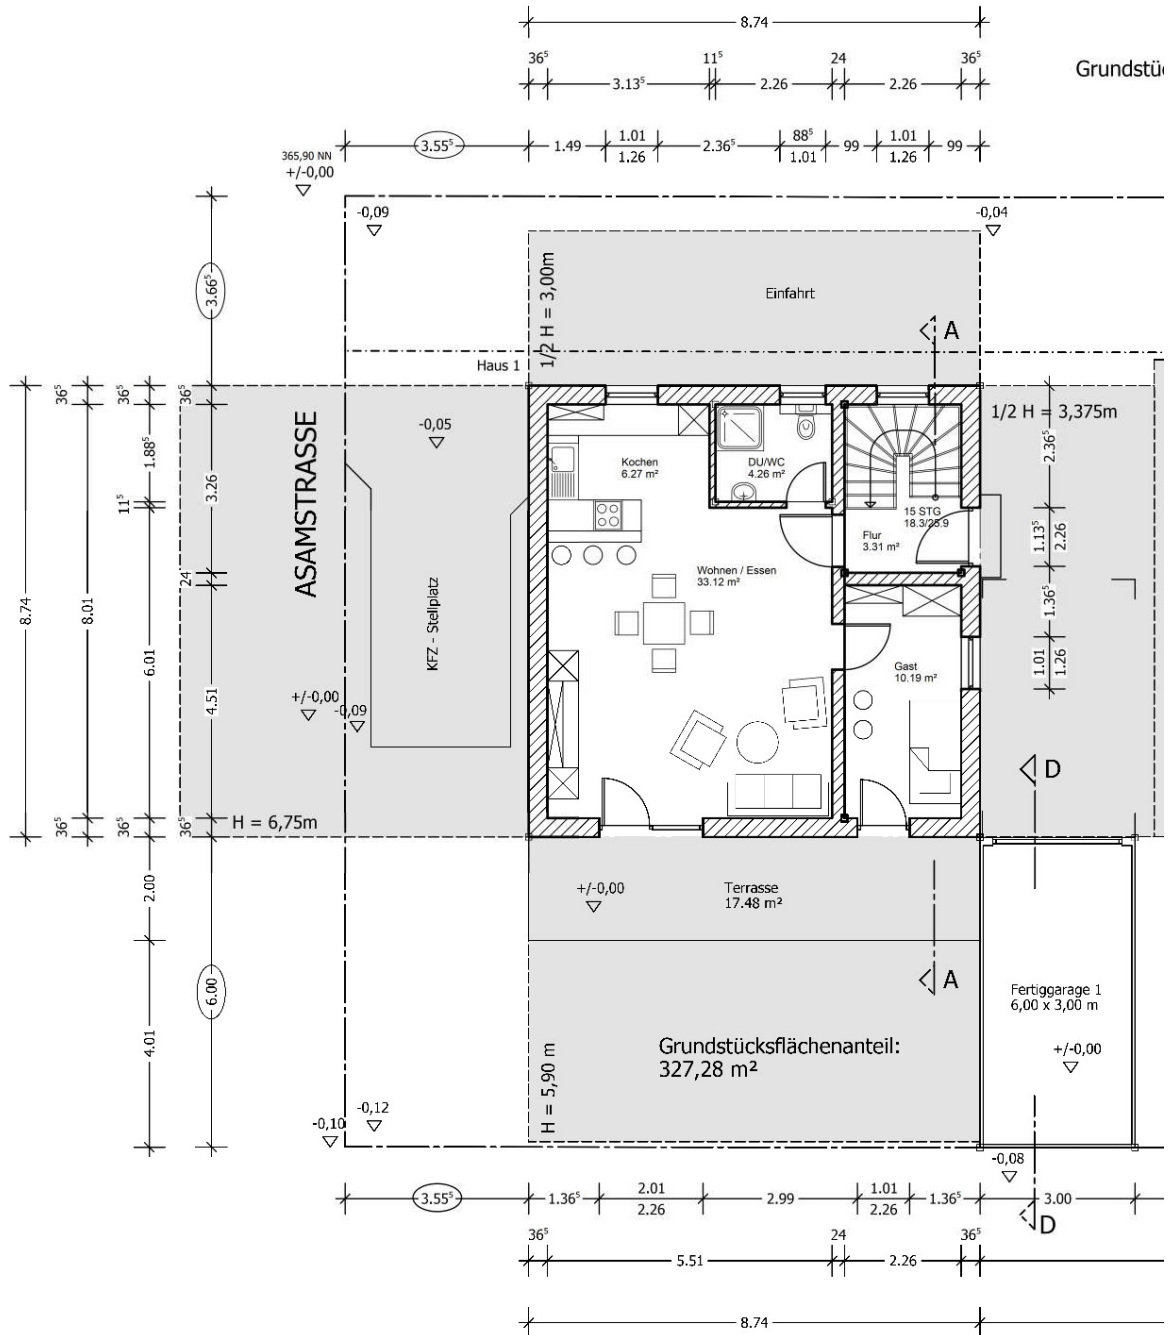 8.74
36⁵ 11⁵ 24 36⁵
3.13⁵ 2.26 2.26
Grundstüc
3.55⁵ 1.49 1.01 2.36⁵ 88⁵ 99 1.01 99
1.26 1.01 1.26
365,90 NN
+/-0,00
-0,09
-0,04
3.66⁵
1/2 H = 3,00m
Einfahrt
A
Haus 1
36⁵ 36⁵ 36⁵
1/2 H = 3,375m
ASAMSTRASSE
-0,05
Kochen
6.27 m²
DU/WC
4.26 m²
1.88⁵
3.26
2.36⁵
11⁵
15 STG
18.3/25.9
Flur
3.31 m²
1.13⁵
2.26
Wohnen / Essen
33.12 m²
24
8.74
8.01
6.01
4.51
KFZ - Stellplatz
1.36⁵
Gast
10.19 m²
1.01
1.26
+/-0,00
-0,09
D
36⁵ 36⁵ 36⁵
H = 6,75m
2.00
+/-0,00
Terrasse
17.48 m²
6.00
4.01
A
Fertiggarage 1
6,00 x 3,00 m
+/-0,00
Grundstücksflächenanteil:
327,28 m²
H = 5,90 m
-0,12
-0,10
-0,08
3.55⁵ 1.36⁵ 2.01 2.99 1.01 1.36⁵ 3.00
2.26 2.26
D
36⁵ 24 36⁵
5.51 2.26
8.74